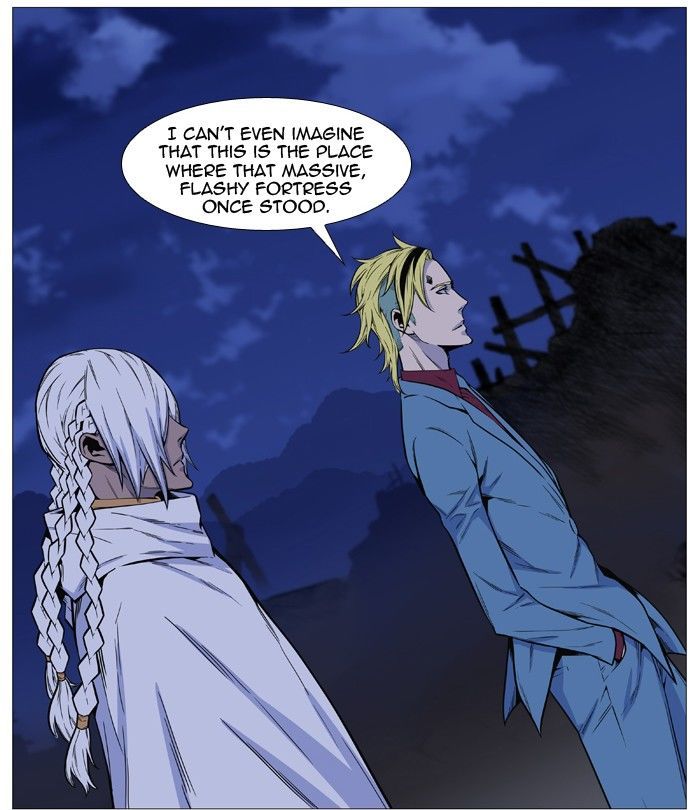 I CAN'T EVEN IMAGINE
THAT THIS IS THE PLACE
WHERE THAT MASSIVE,
FLASHY FORTRESS
ONCE STOOD.